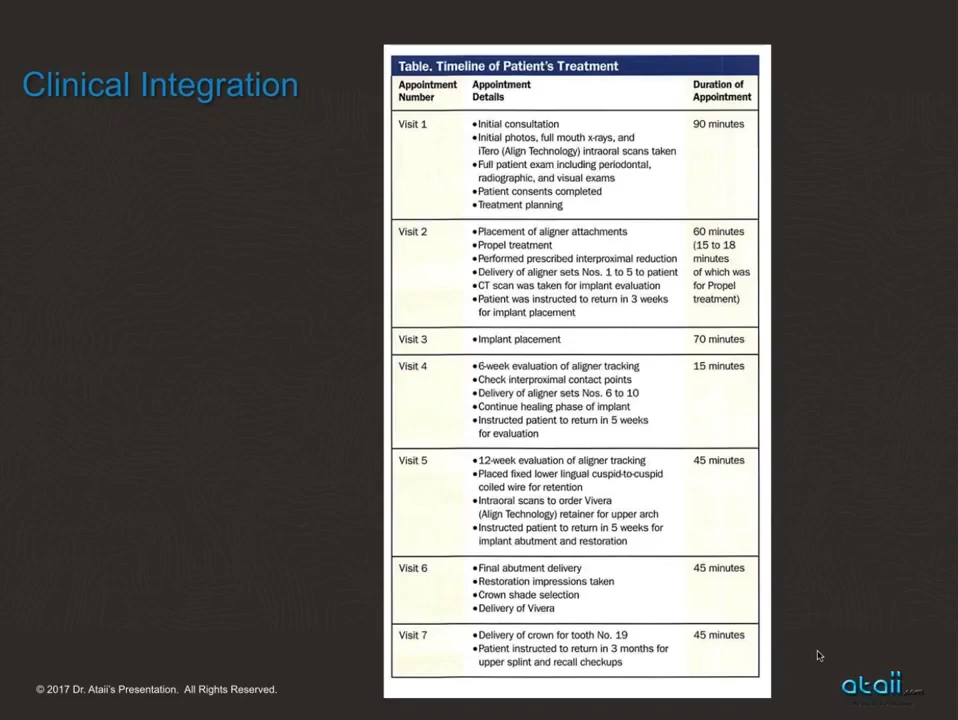 Clinical Integration
Table. Timeline of Patient's Treatment
Appointment Number
Appointment Details
Duration of Appointment
Visit 1
•Initial consultation
•Initial photos, full mouth x-rays, and
iTero (Align Technology) intraoral scans taken
•Full patient exam including periodontal,
radiographic, and visual exams
•Patient consents completed
•Treatment planning
90 minutes
Visit 2
•Placement of aligner attachments
•Propel treatment
•Performed prescribed interproximal reduction
•Delivery of aligner sets Nos. 1 to 5 to patient
•CT scan was taken for implant evaluation
•Patient was instructed to return in 3 weeks
for implant placement
60 minutes
(15 to 18
minutes
of which was
for Propel
treatment)
Visit 3
•Implant placement
70 minutes
Visit 4
•6-week evaluation of aligner tracking
•Check interproximal contact points
•Delivery of aligner sets Nos. 6 to 10
•Continue healing phase of implant
•Instructed patient to return in 5 weeks
for evaluation
15 minutes
Visit 5
•12-week evaluation of aligner tracking
•Placed fixed lower lingual cuspid-to-cuspid
coiled wire for retention
•Intraoral scans to order Vivera
(Align Technology) retainer for upper arch
•Instructed patient to return in 5 weeks for
implant abutment and restoration
45 minutes
Visit 6
•Final abutment delivery
•Restoration impressions taken
•Crown shade selection
•Delivery of Vivera
45 minutes
Visit 7
•Delivery of crown for tooth No. 19
•Patient instructed to return in 3 months for
upper splint and recall checkups
45 minutes
© 2017 Dr. Ataii's Presentation. All Rights Reserved.
ataii.com